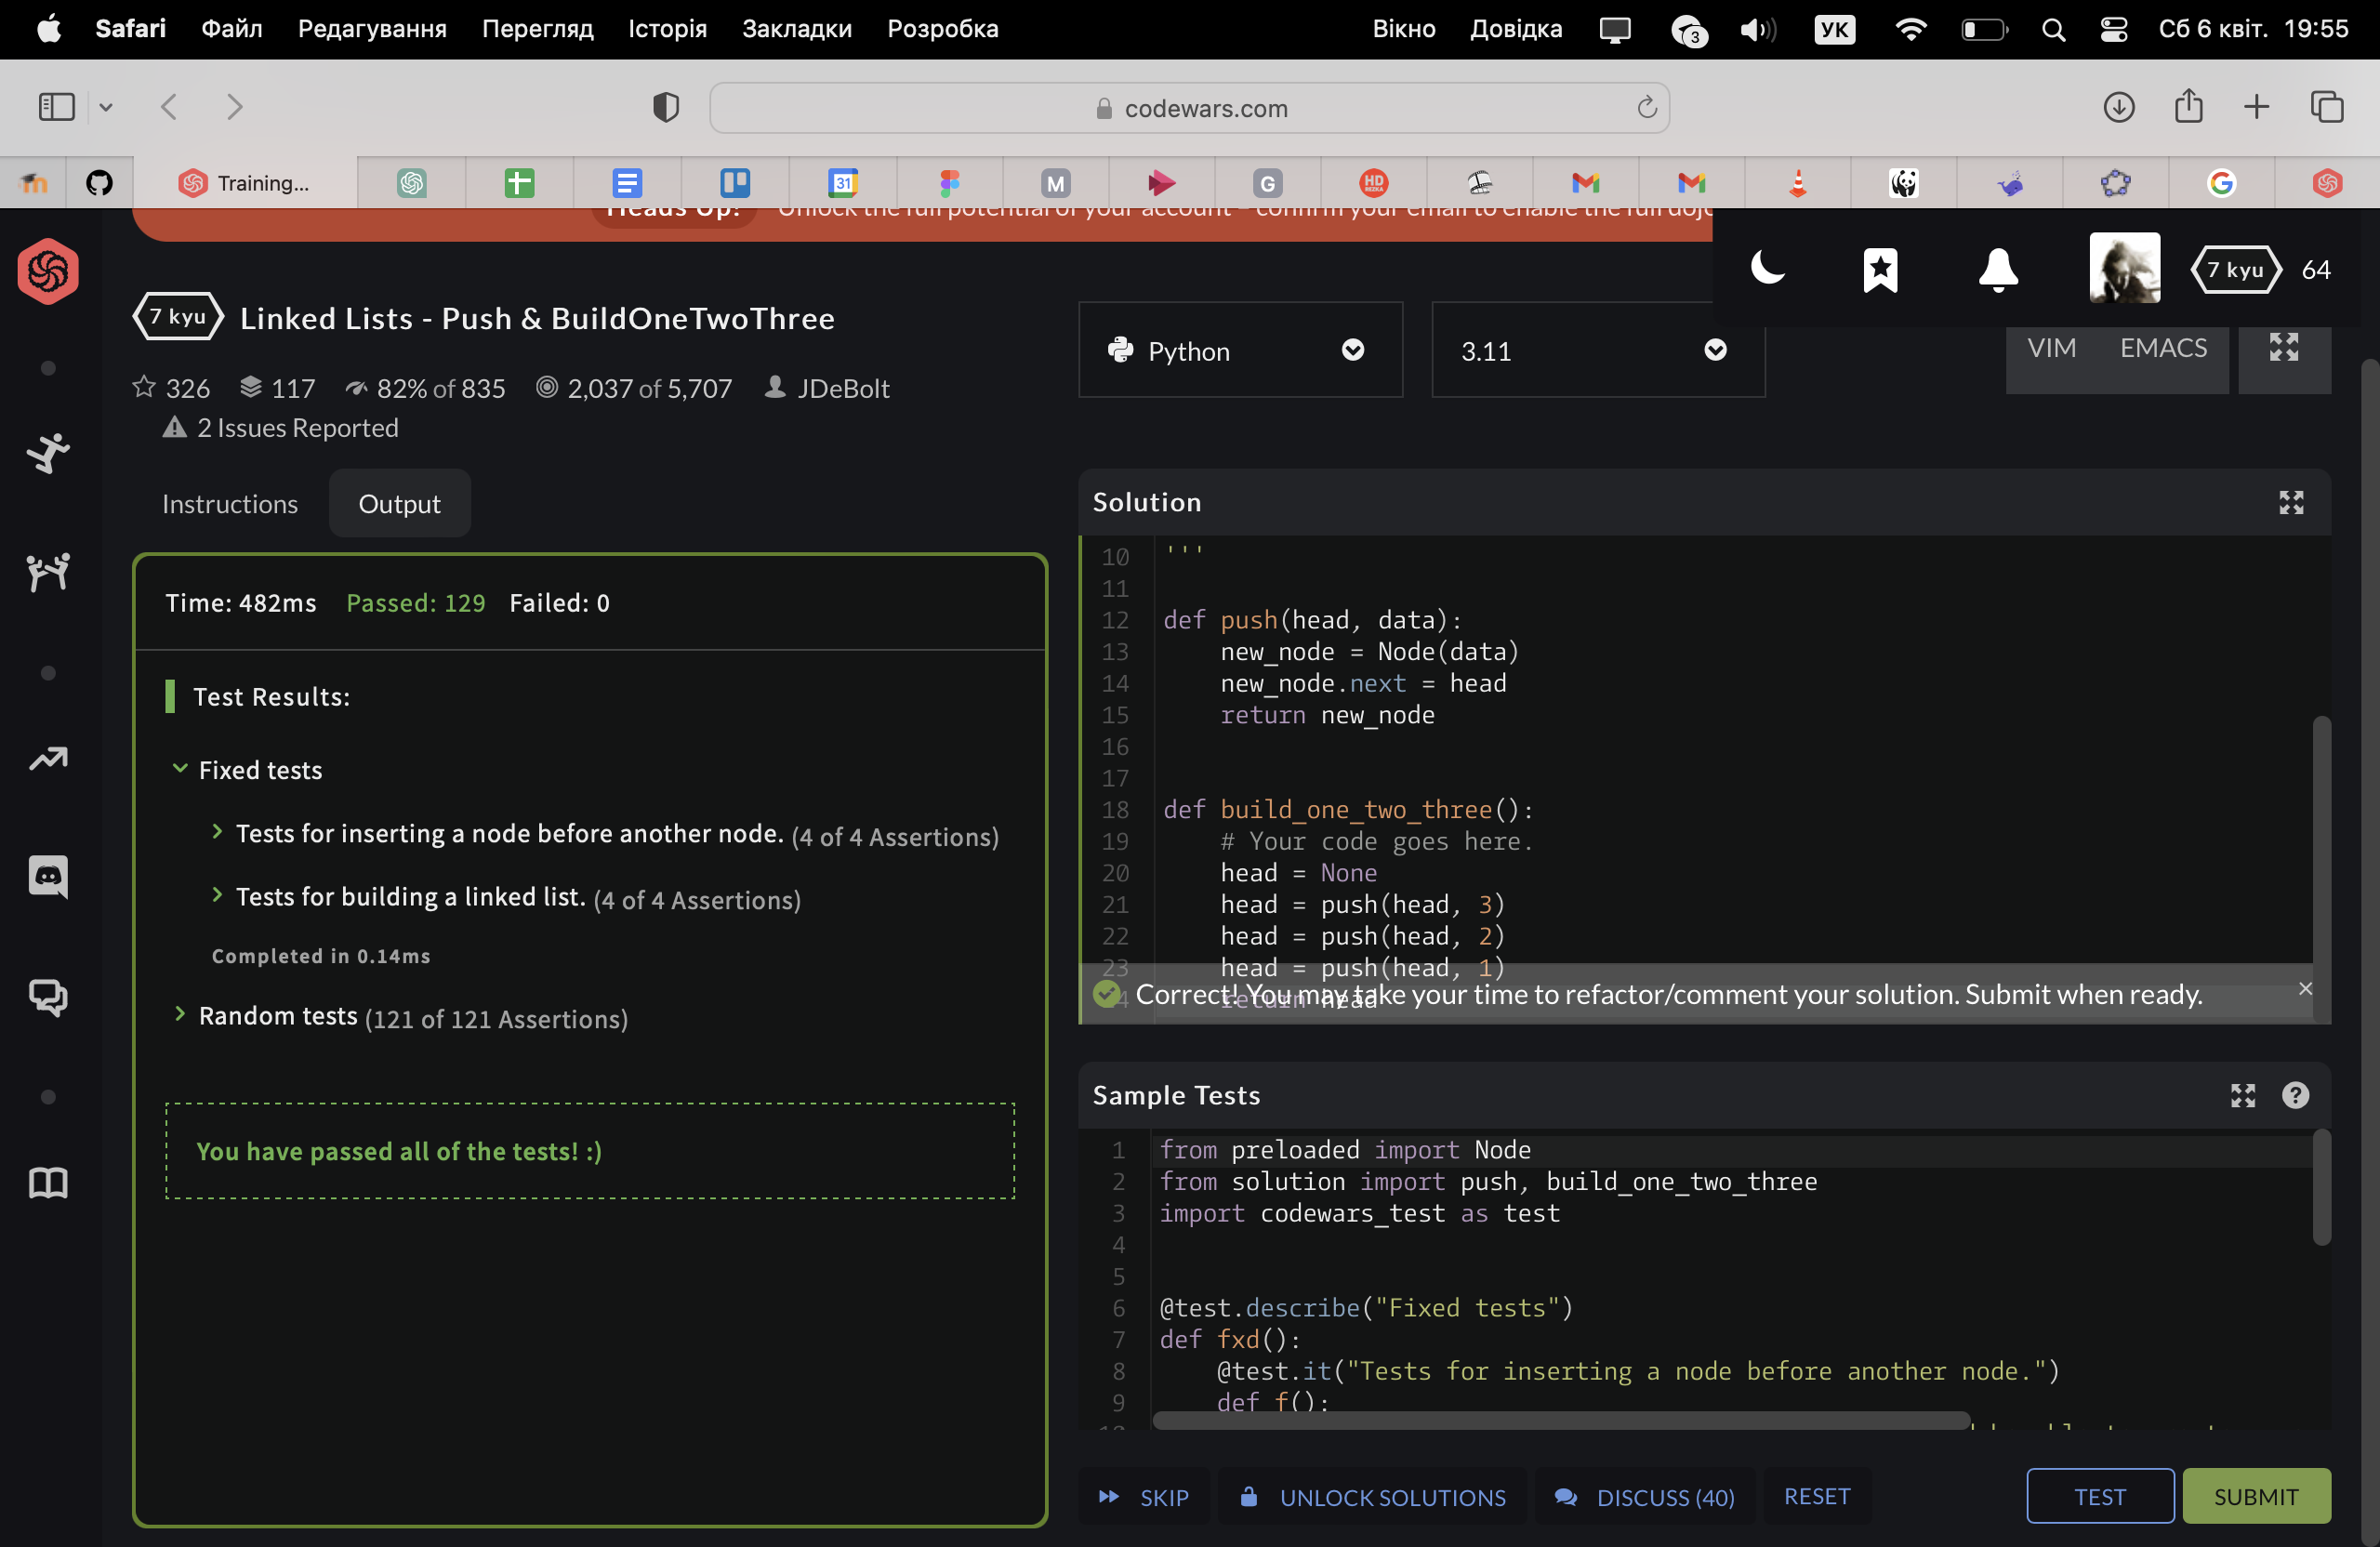 Safari Файл Редагування Перегляд Історія Закладки Розробка Вікно Довідка 3 УК Сб 6 квіт. 19:55
codewars.com
Training... 31 M G HD REZKA
Heads Up! Unlock the full potential of your account – confirm your email to enable the full dojo
7 kyu 64
7 kyu Linked Lists - Push & BuildOneTwoThree
326 117 82% of 835 2,037 of 5,707 JDeBolt
2 Issues Reported
Python 3.11 VIM EMACS
Instructions Output
Time: 482ms Passed: 129 Failed: 0
Test Results:
Fixed tests
Tests for inserting a node before another node. (4 of 4 Assertions)
Tests for building a linked list. (4 of 4 Assertions)
Completed in 0.14ms
Random tests (121 of 121 Assertions)
You have passed all of the tests! :)
Solution
10 '''
11
12 def push(head, data):
13 new_node = Node(data)
14 new_node.next = head
15 return new_node
16
17
18 def build_one_two_three():
19 # Your code goes here.
20 head = None
21 head = push(head, 3)
22 head = push(head, 2)
23 head = push(head, 1)
return head
Correct! You may take your time to refactor/comment your solution. Submit when ready.
Sample Tests
1 from preloaded import Node
2 from solution import push, build_one_two_three
3 import codewars_test as test
4
5
6 @test.describe("Fixed tests")
7 def fxd():
8 @test.it("Tests for inserting a node before another node.")
9 def f():
SKIP UNLOCK SOLUTIONS DISCUSS (40) RESET TEST SUBMIT